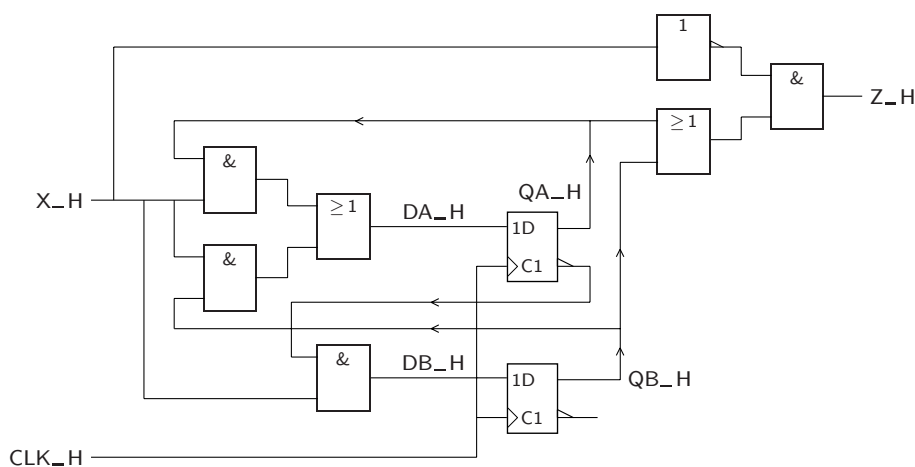 1
&
Z_H
≥1
&
X_H
QA_H
≥1
DA_H
1D
&
C1
&
DB_H
1D
QB_H
C1
CLK_H